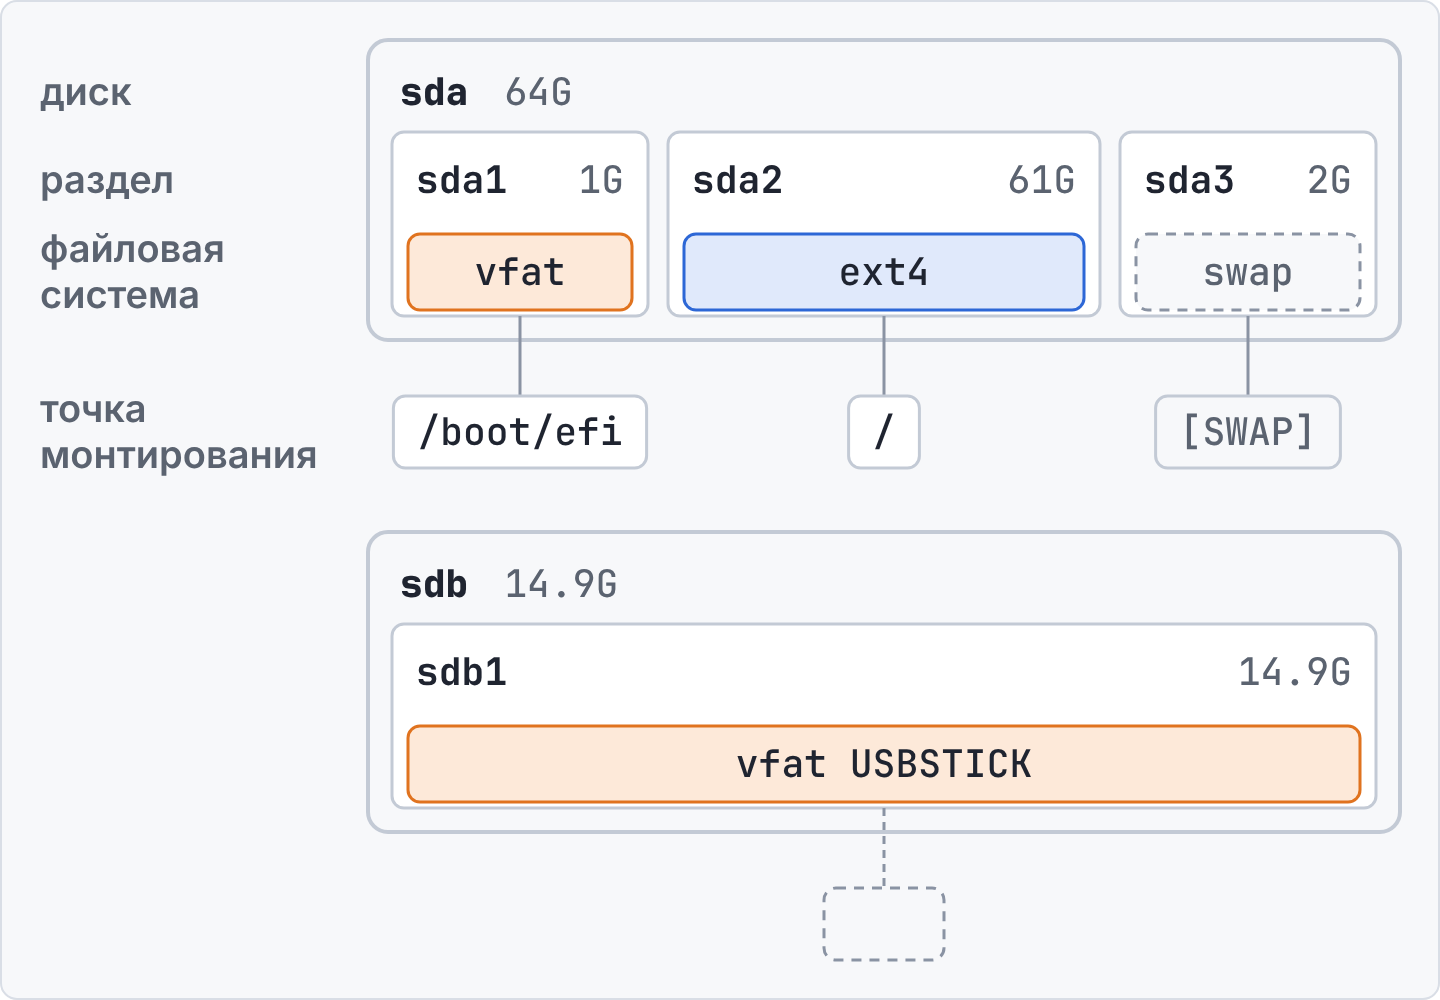 диск
sda 64G
раздел
sda1 1G
sda2 61G
sda3 2G
файловая
система
vfat
ext4
swap
точка
монтирования
/boot/efi
/
[SWAP]
sdb 14.9G
sdb1 14.9G
vfat USBSTICK